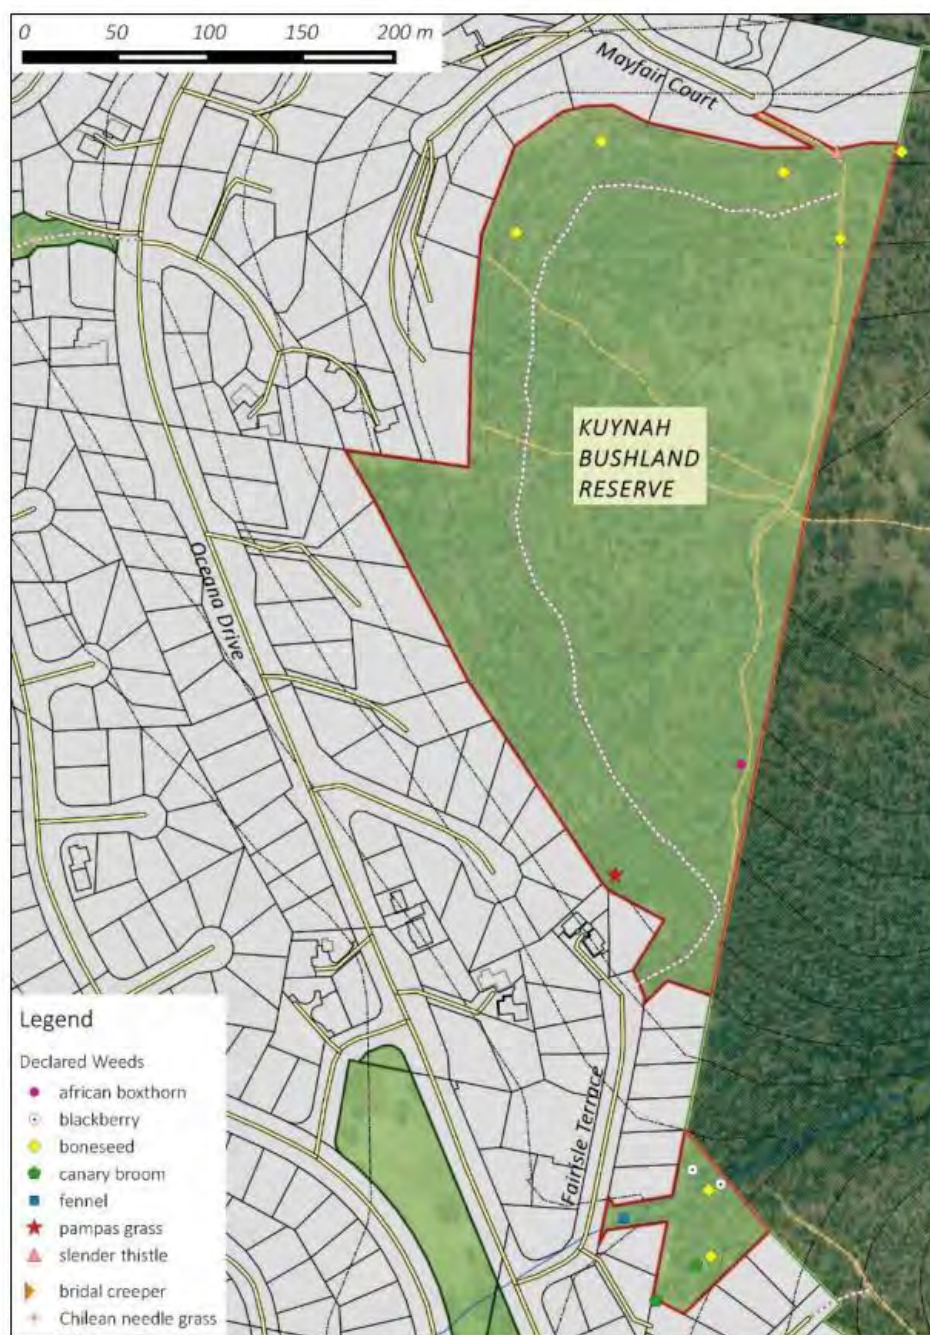 0 50 100 150 200 m
Mayfair Court
KUYNAH
BUSHLAND
RESERVE
Oceana Drive
Fairisle Terrace
Legend
Declared Weeds
african boxthorn
blackberry
boneseed
canary broom
fennel
pampas grass
slender thistle
bridal creeper
Chilean needle grass